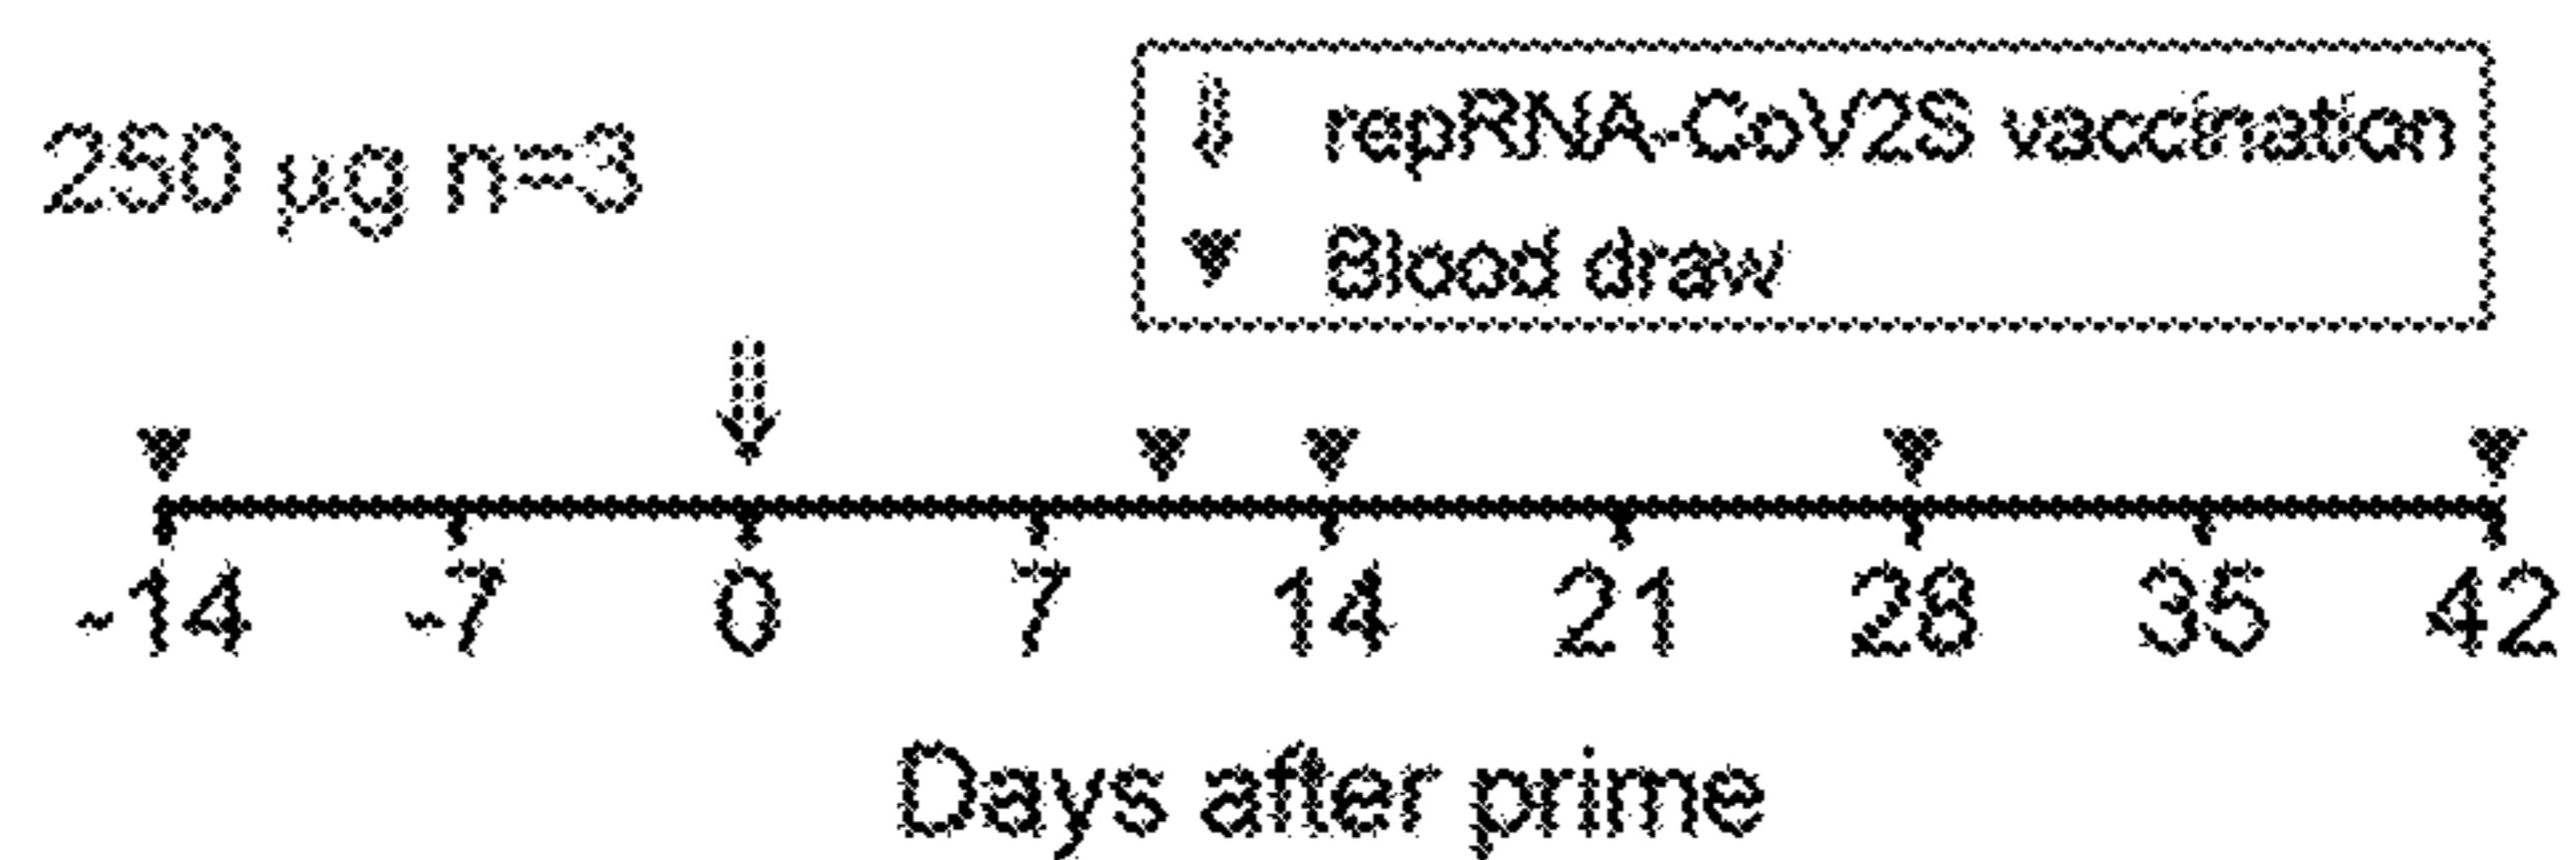 250 µg n=3
repRNA-CoV2S vaccination
Blood draw
-14 -7 0 7 14 21 28 35 42
Days after prime